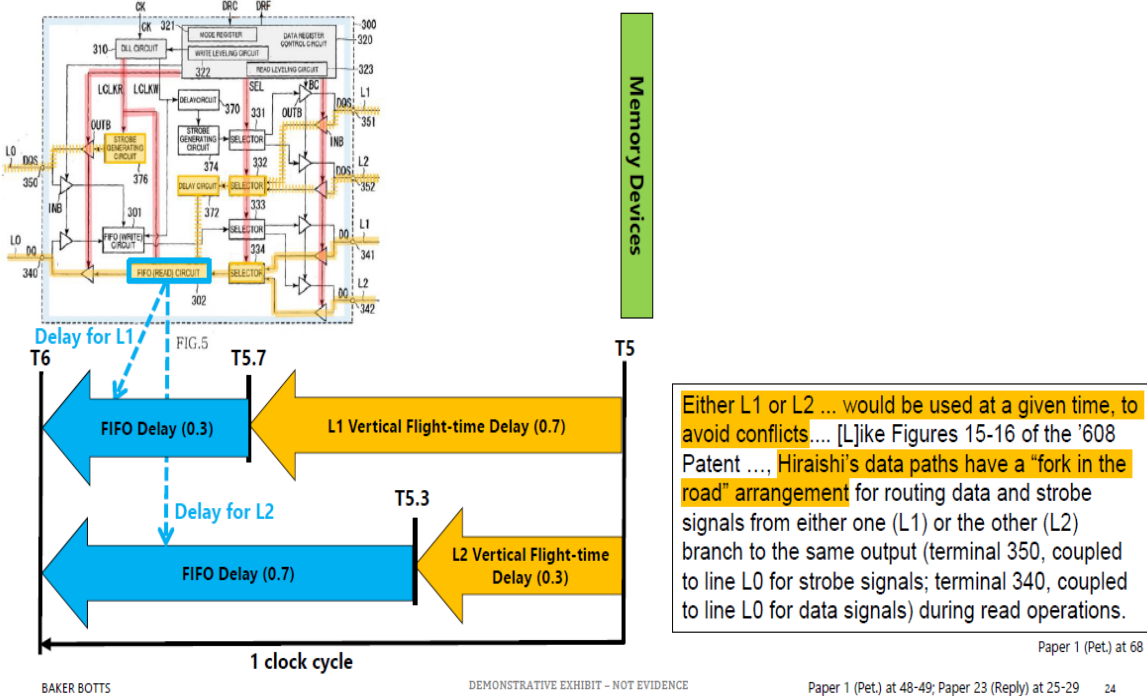 CK
DRC
DRF
321
300
CK
MODE REGISTER
DATA REGISTER
CONTROL CIRCUIT
320
310
DLL CIRCUIT
WRITE LEVELING CIRCUIT
323
322
READ LEVELING CIRCUIT
LCLKR
LCLKW
SEL
BC
L1
DELAY CIRCUIT
370
331
OUTB
DQS
351
OUTB
STROBE
GENERATING
CIRCUIT
STROBE
GENERATING
CIRCUIT
SELECTOR
INB
L0
DQS
374
332
L2
350
376
DELAY CIRCUIT
SELECTOR
DQS
352
INB
301
372
333
L1
L0
FIFO (WRITE)
CIRCUIT
SELECTOR
DQ
DQ
334
341
340
FIFO (READ) CIRCUIT
SELECTOR
L2
302
DQ
342
Memory Devices
Delay for L1
FIG.5
T6
T5.7
T5
FIFO Delay (0.3)
L1 Vertical Flight-time Delay (0.7)
Delay for L2
T5.3
FIFO Delay (0.7)
L2 Vertical Flight-time
Delay (0.3)
1 clock cycle
Either L1 or L2 ... would be used at a given time, to
avoid conflicts.... [L]ike Figures 15-16 of the ’608
Patent ..., Hiraishi’s data paths have a “fork in the
road” arrangement for routing data and strobe
signals from either one (L1) or the other (L2)
branch to the same output (terminal 350, coupled
to line L0 for strobe signals; terminal 340, coupled
to line L0 for data signals) during read operations.
Paper 1 (Pet.) at 68
BAKER BOTTS
DEMONSTRATIVE EXHIBIT – NOT EVIDENCE
Paper 1 (Pet.) at 48-49; Paper 23 (Reply) at 25-29
24